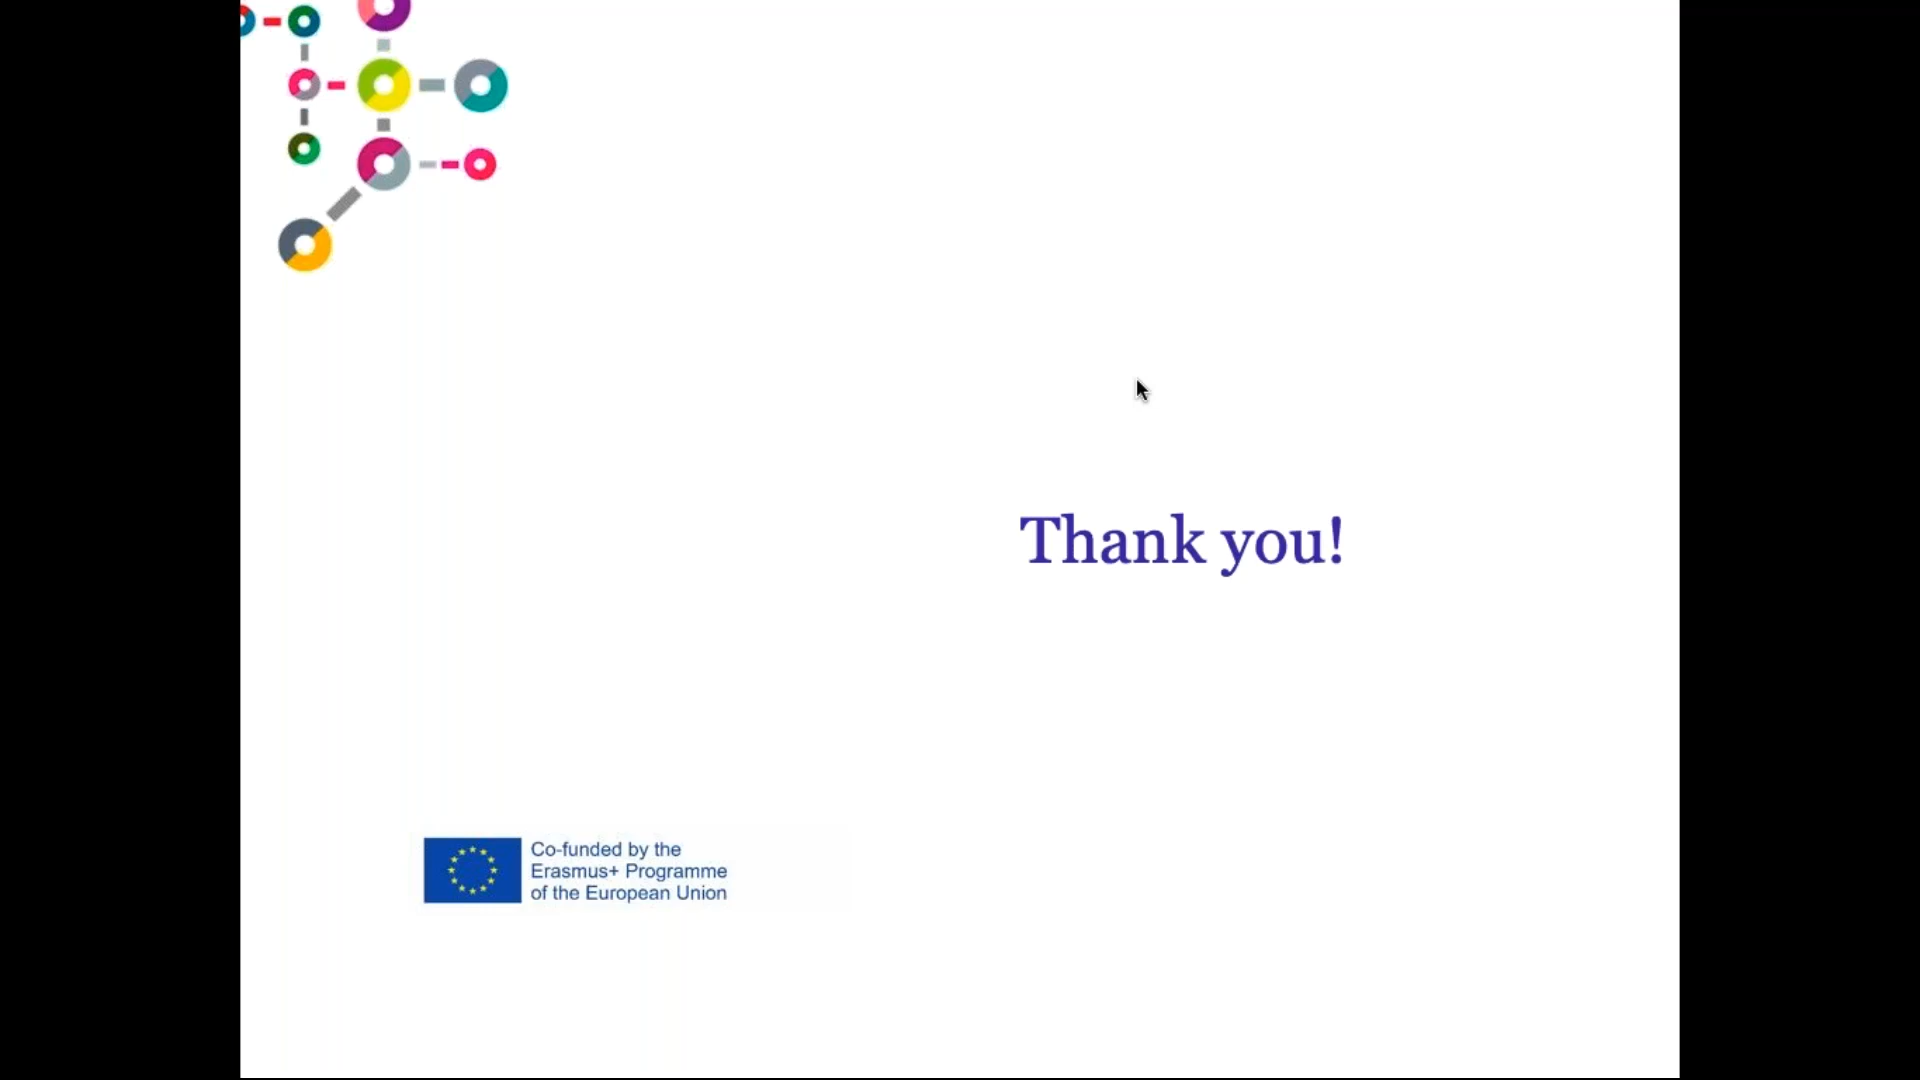 Thank you!
Co-funded by the
Erasmus+ Programme
of the European Union